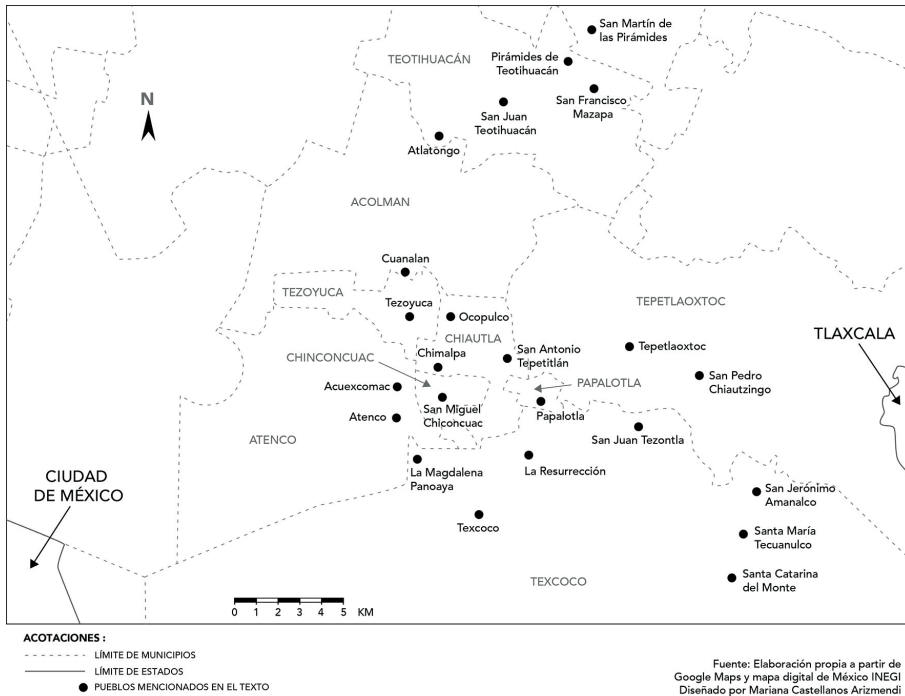 San Martín de
las Pirámides
TEOTIHUACÁN
Pirámides de
Teotihuacán
N
San Francisco
Mazapa
San Juan
Teotihuacán
Atlatongo
ACOLMAN
Cuanalan
TEZOYUCA
TEPETLAOXTOC
Tezoyuca
Ocopulco
TLAXCALA
CHIAUTLA
Tepetlaoxtoc
San Antonio
Tepetitlán
CHINCONCUAC
Chimalpa
San Pedro
Chiautzingo
PAPALOTLA
Acuexcomac
San Miguel
Chiconcuac
Papalotla
Atenco
ATENCO
San Juan Tezontla
La Magdalena
Panoaya
La Resurrección
CIUDAD
DE MÉXICO
San Jerónimo
Amanalco
Texcoco
Santa María
Tecuanulco
TEXCOCO
Santa Catarina
del Monte
0 1 2 3 4 5 KM
ACOTACIONES :
LÍMITE DE MUNICIPIOS
LÍMITE DE ESTADOS
PUEBLOS MENCIONADOS EN EL TEXTO
Fuente: Elaboración propia a partir de
Google Maps y mapa digital de México INEGI
Diseñado por Mariana Castellanos Arizmendi